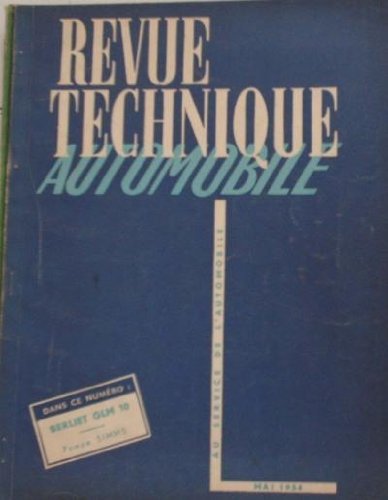 REVUE
TECHNIQUE
AUTOMOBILE
AU SERVICE DE L'AUTOMOBILE
DANS CE NUMÉRO :
BERLIET GLM 10
Pompe SIMMS
MAI 1954